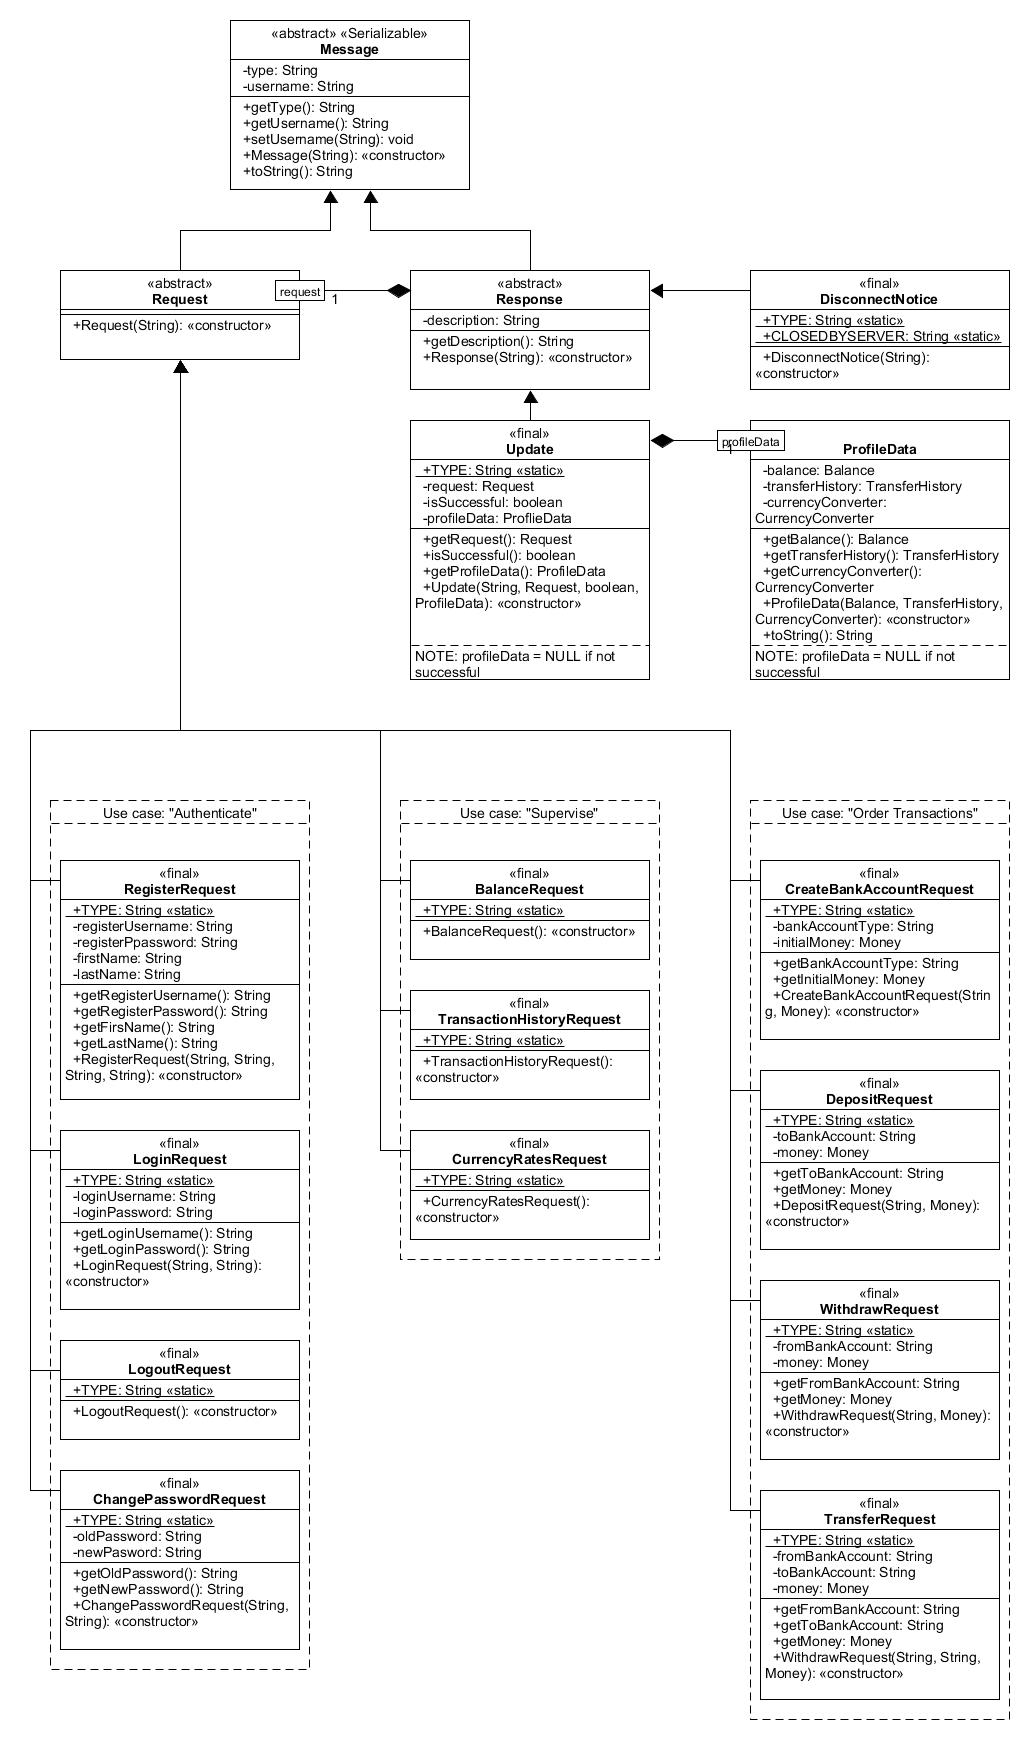 «abstract» «Serializable»
Message
-type: String
-username: String
+getType(): String
+getUsername(): String
+setUsername(String): void
+Message(String): «constructor»
+toString(): String
«abstract»
Request
+Request(String): «constructor»
request
1
«abstract»
Response
-description: String
+getDescription(): String
+Response(String): «constructor»
«final»
DisconnectNotice
+TYPE: String «static»
+CLOSEDBYSERVER: String «static»
+DisconnectNotice(String):
«constructor»
«final»
Update
+TYPE: String «static»
-request: Request
-isSuccessful: boolean
-profileData: ProflieData
+getRequest(): Request
+isSuccessful(): boolean
+getProfileData(): ProfileData
+Update(String, Request, boolean,
ProfileData): «constructor»
NOTE: profileData = NULL if not
successful
profileData
1
ProfileData
-balance: Balance
-transferHistory: TransferHistory
-currencyConverter:
CurrencyConverter
+getBalance(): Balance
+getTransferHistory(): TransferHistory
+getCurrencyConverter():
CurrencyConverter
+ProfileData(Balance, TransferHistory,
CurrencyConverter): «constructor»
+toString(): String
NOTE: profileData = NULL if not
successful
Use case: "Authenticate"
«final»
RegisterRequest
+TYPE: String «static»
-registerUsername: String
-registerPpassword: String
-firstName: String
-lastName: String
+getRegisterUsername(): String
+getRegisterPassword(): String
+getFirsName(): String
+getLastName(): String
+RegisterRequest(String, String,
String, String): «constructor»
«final»
LoginRequest
+TYPE: String «static»
-loginUsername: String
-loginPassword: String
+getLoginUsername(): String
+getLoginPassword(): String
+LoginRequest(String, String):
«constructor»
«final»
LogoutRequest
+TYPE: String «static»
+LogoutRequest(): «constructor»
«final»
ChangePasswordRequest
+TYPE: String «static»
-oldPassword: String
-newPasword: String
+getOldPassword(): String
+getNewPassword(): String
+ChangePasswordRequest(String,
String): «constructor»
Use case: "Supervise"
«final»
BalanceRequest
+TYPE: String «static»
+BalanceRequest(): «constructor»
«final»
TransactionHistoryRequest
+TYPE: String «static»
+TransactionHistoryRequest():
«constructor»
«final»
CurrencyRatesRequest
+TYPE: String «static»
+CurrencyRatesRequest():
«constructor»
Use case: "Order Transactions"
«final»
CreateBankAccountRequest
+TYPE: String «static»
-bankAccountType: String
-initialMoney: Money
+getBankAccountType: String
+getInitialMoney: Money
+CreateBankAccountRequest(Strin
g, Money): «constructor»
«final»
DepositRequest
+TYPE: String «static»
-toBankAccount: String
-money: Money
+getToBankAccount: String
+getMoney: Money
+DepositRequest(String, Money):
«constructor»
«final»
WithdrawRequest
+TYPE: String «static»
-fromBankAccount: String
-money: Money
+getFromBankAccount: String
+getMoney: Money
+WithdrawRequest(String, Money):
«constructor»
«final»
TransferRequest
+TYPE: String «static»
-fromBankAccount: String
-toBankAccount: String
-money: Money
+getFromBankAccount: String
+getToBankAccount: String
+getMoney: Money
+WithdrawRequest(String, String,
Money): «constructor»